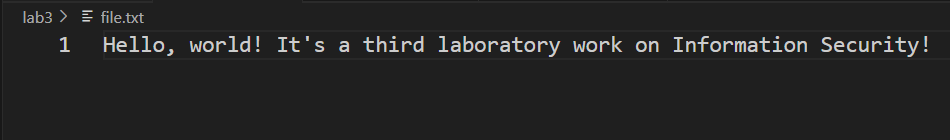 lab3 > file.txt
1 Hello, world! It's a third laboratory work on Information Security!